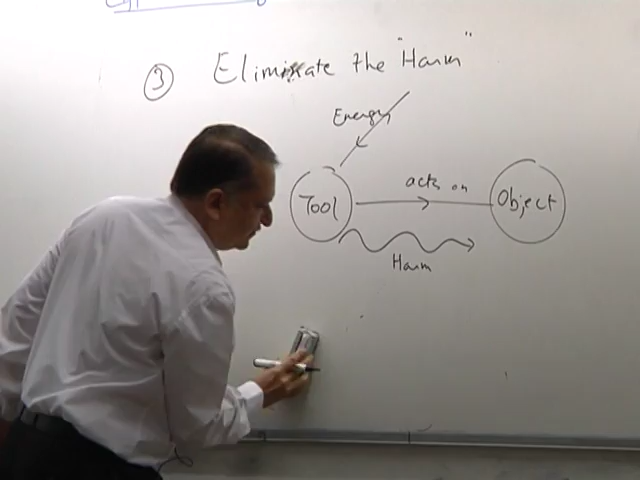 ③ Eliminate the "Harm"
Energy
Tool
acts on
Object
Harm